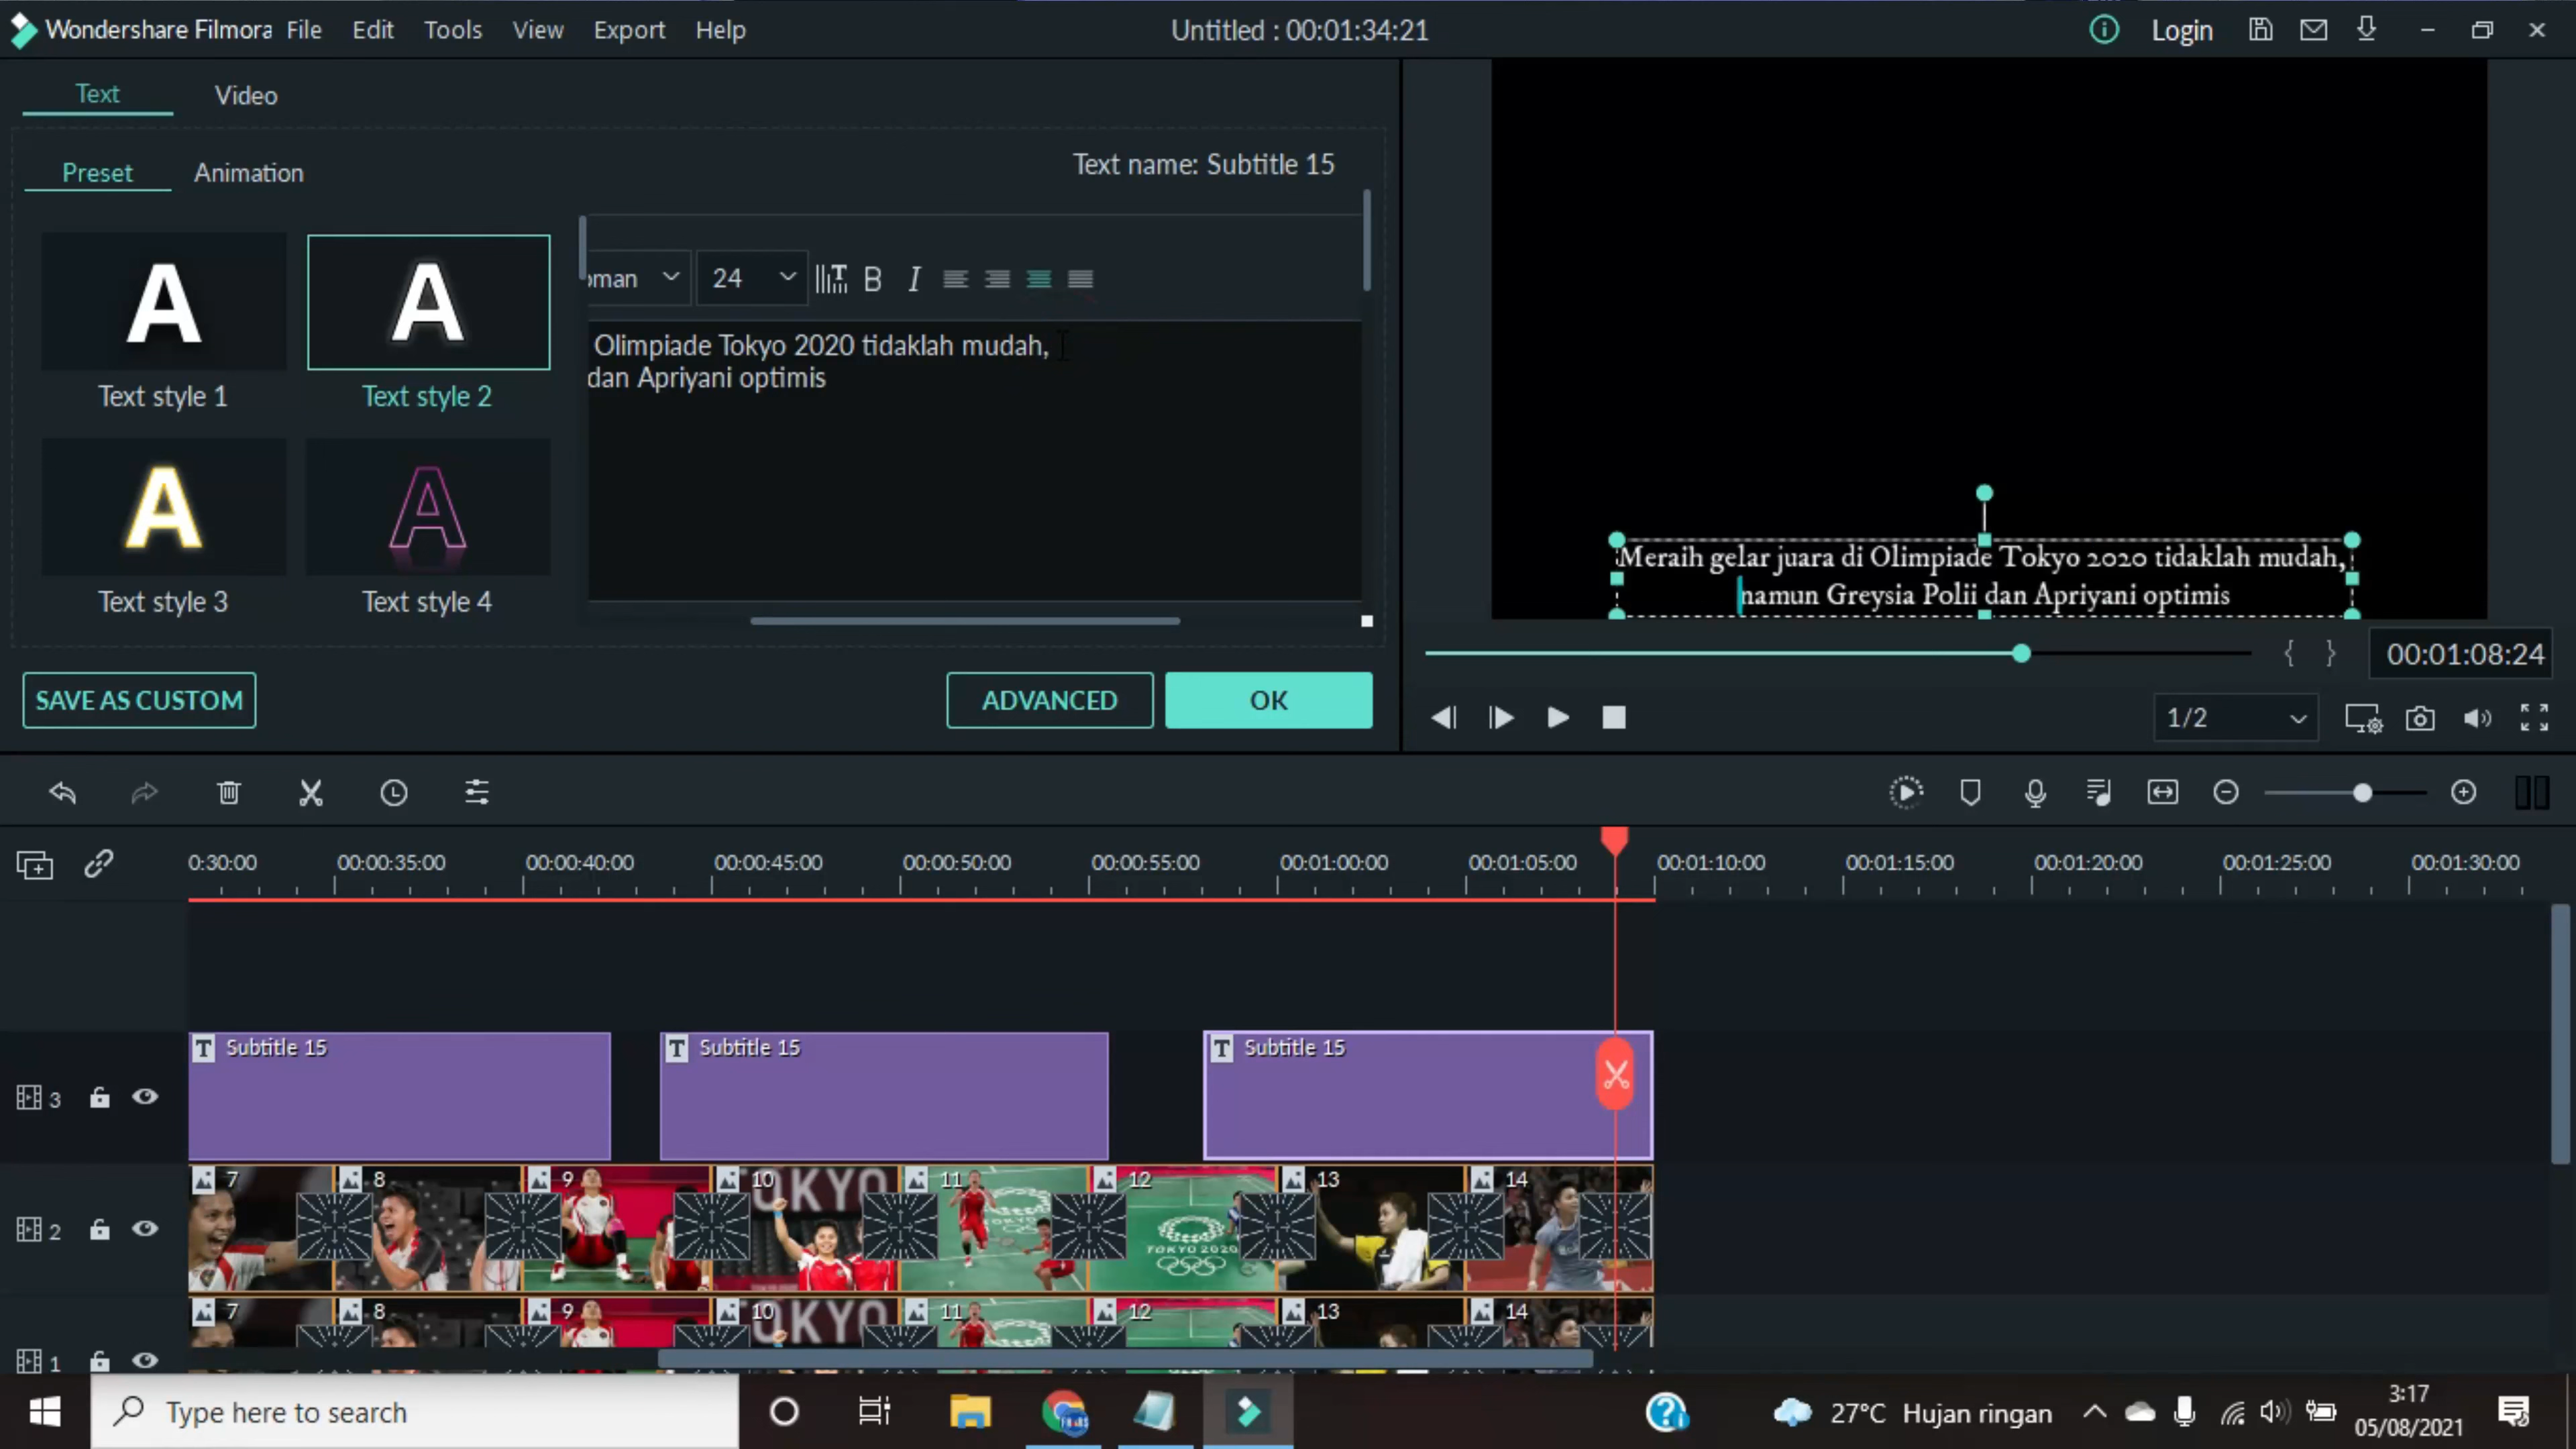 Wondershare Filmora File Edit Tools View Export Help
Untitled : 00:01:34:21
Login
Text Video
Preset Animation
Text name: Subtitle 15
A A
Text style 1 Text style 2
A A
Text style 3 Text style 4
oman 24 B I
Olimpiade Tokyo 2020 tidaklah mudah,
dan Apriyani optimis
SAVE AS CUSTOM ADVANCED OK
Meraih gelar juara di Olimpiade Tokyo 2020 tidaklah mudah,
namun Greysia Polii dan Apriyani optimis
{ } 00:01:08:24
1/2
0:30:00 00:00:35:00 00:00:40:00 00:00:45:00 00:00:50:00 00:00:55:00 00:01:00:00 00:01:05:00 00:01:10:00 00:01:15:00 00:01:20:00 00:01:25:00 00:01:30:00
T Subtitle 15 T Subtitle 15 T Subtitle 15
3
7 8 9 10 11 12 13 14
TOKYO
TOKYO 2020
2
7 8 9 10 11 12 13 14
TOKYO
1
Type here to search
27°C Hujan ringan
3:17
05/08/2021